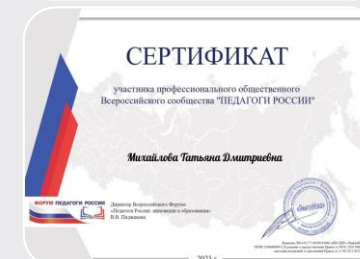 СЕРТИФИКАТ
участника профессионального общественного
Всероссийского сообщества "ПЕДАГОГИ РОССИИ"
Михайлова Татьяна Дмитриевна
ФОРУМ ПЕДАГОГИ РОССИИ
Директор Всероссийского Форума
«Педагоги России: инновации в образовании»
2023 г.